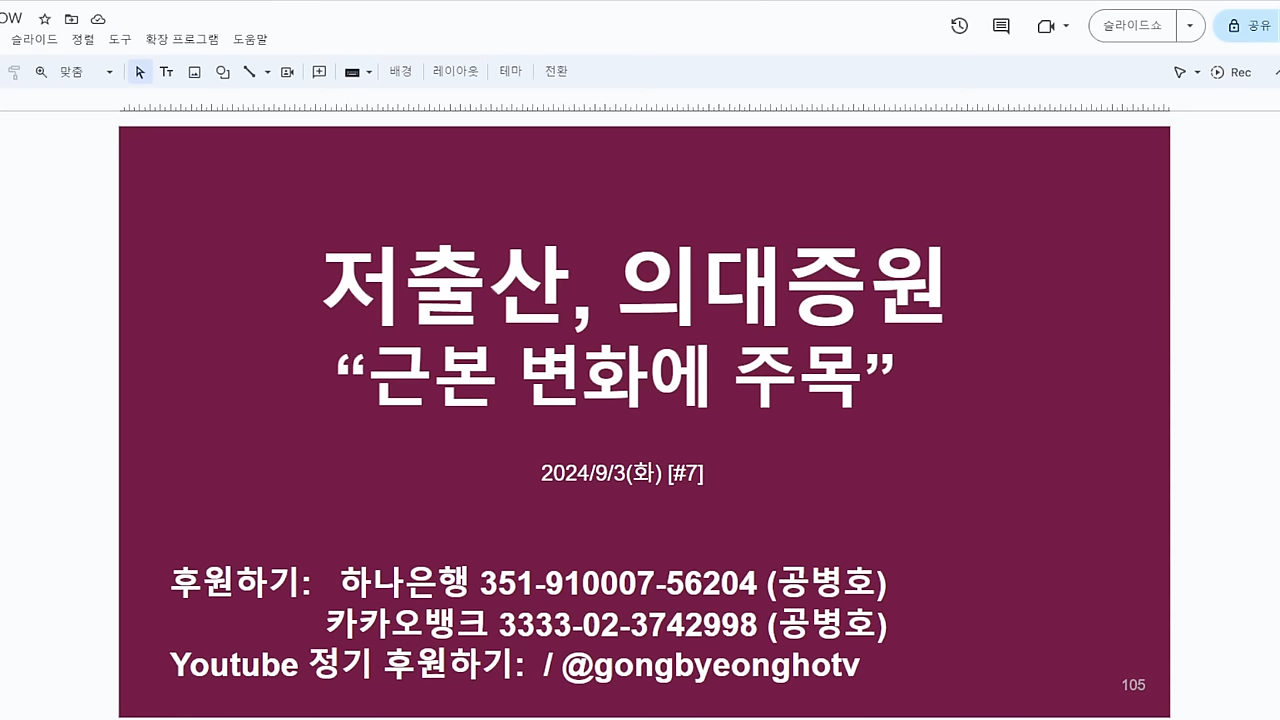 OW
슬라이드 정렬 도구 확장 프로그램 도움말
슬라이드쇼
공유
맞춤
Tт
배경 레이아웃 테마 전환
Rec
저출산, 의대증원
“근본 변화에 주목”
2024/9/3(화) [#7]
후원하기: 하나은행 351-910007-56204 (공병호)
카카오뱅크 3333-02-3742998 (공병호)
Youtube 정기 후원하기: / @gongbyeonghotv
105